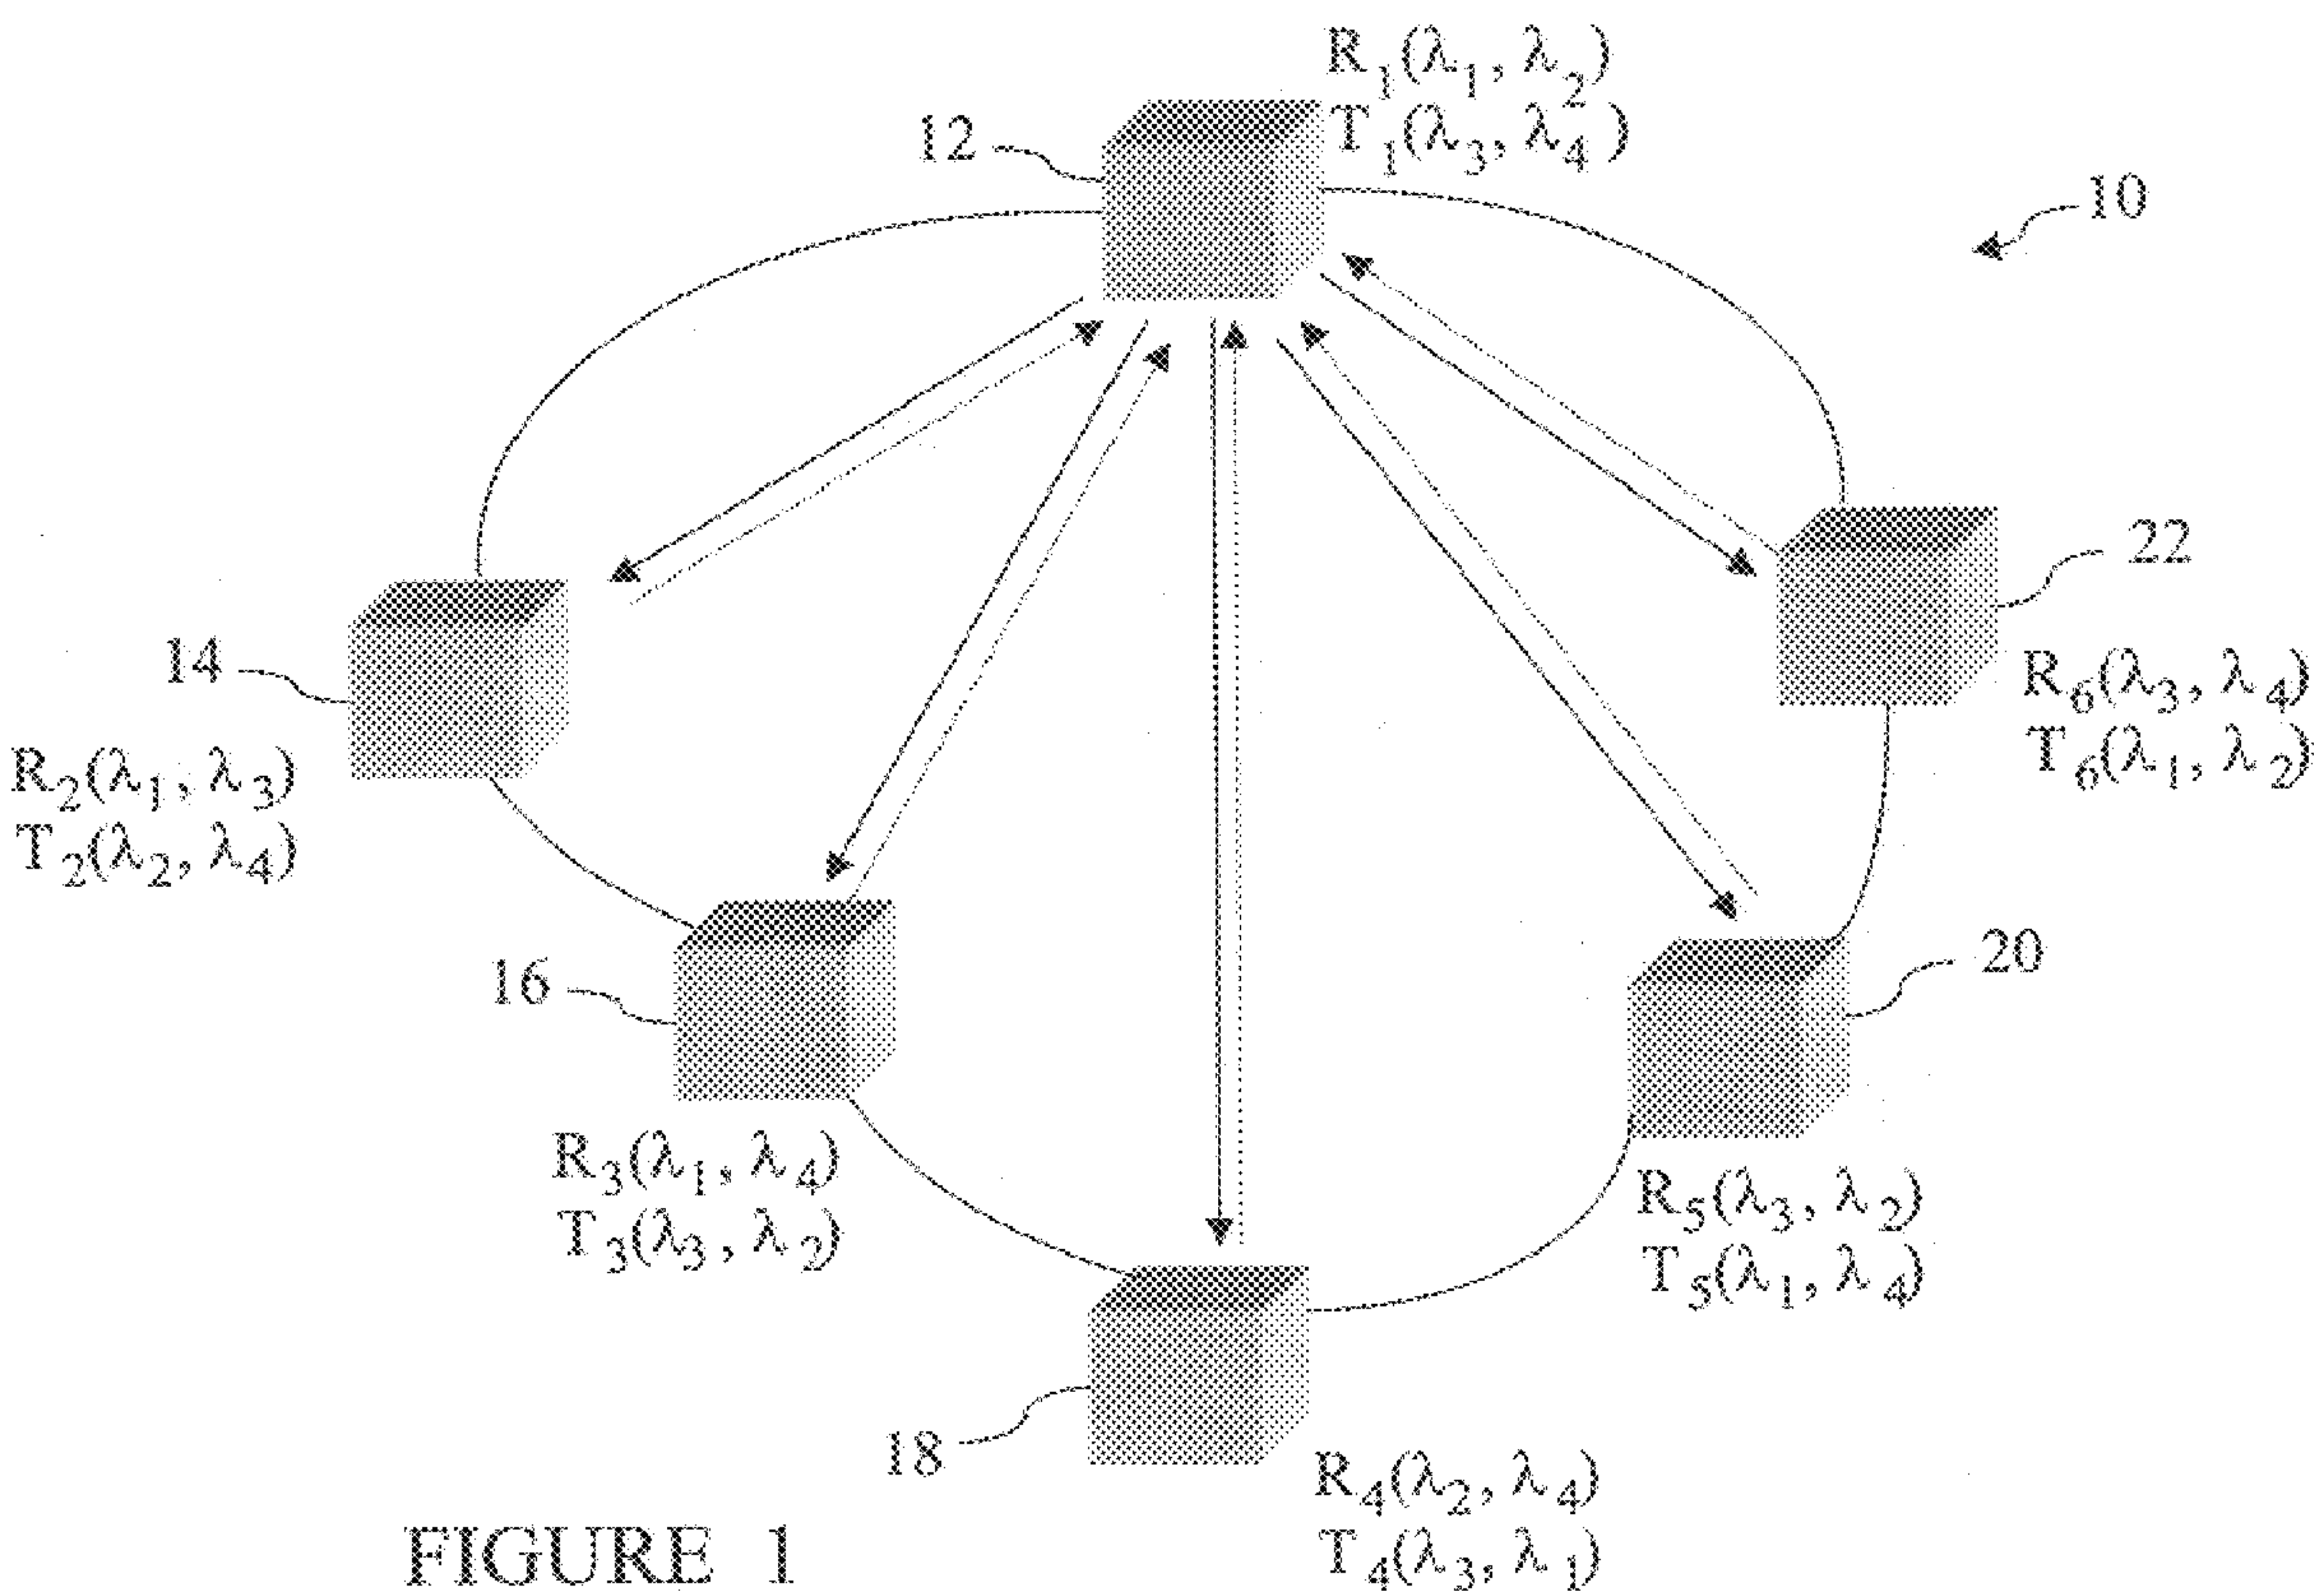 R₁(λ₁, λ₂)
T₁(λ₃, λ₄)
12
10
22
14
R₆(λ₃, λ₄)
T₆(λ₁, λ₂)
R₂(λ₁, λ₃)
T₂(λ₂, λ₄)
20
16
R₃(λ₁, λ₄)
T₃(λ₃, λ₂)
R₅(λ₃, λ₂)
T₅(λ₁, λ₄)
18
R₄(λ₂, λ₄)
T₄(λ₃, λ₁)
FIGURE 1